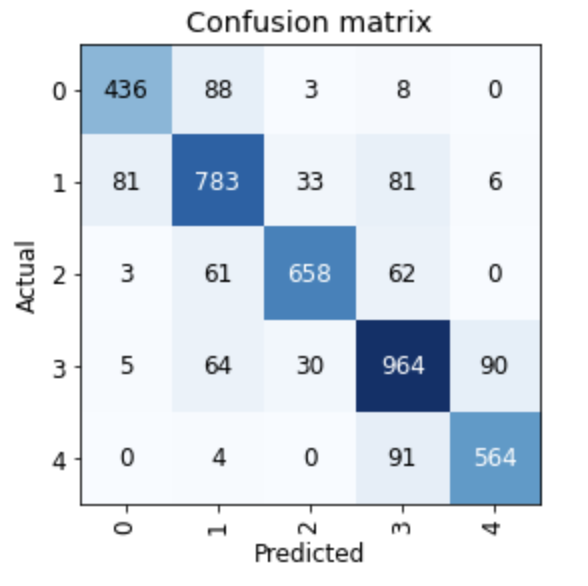 Confusion matrix
Actual
0 436 88 3 8 0
1 81 783 33 81 6
2 3 61 658 62 0
3 5 64 30 964 90
4 0 4 0 91 564
0 1 2 3 4
Predicted